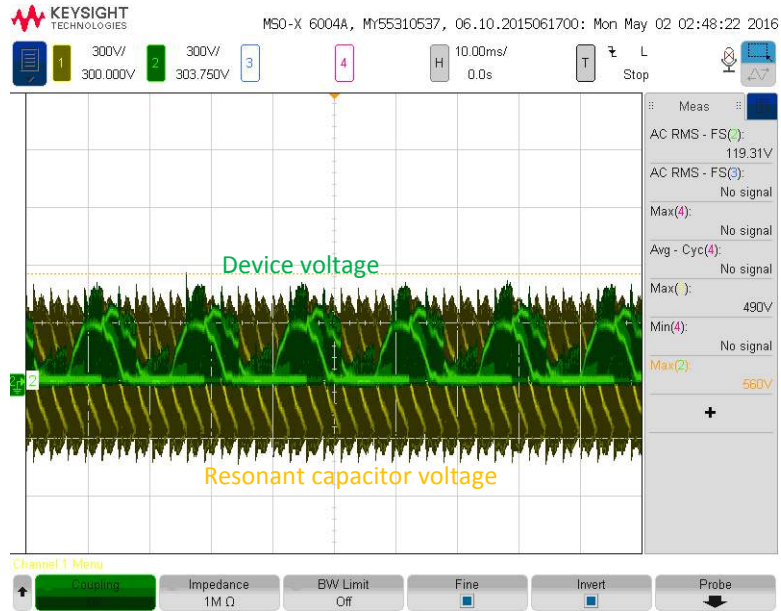 KEYSIGHT
TECHNOLOGIES
MSO-X 6004A, MY55310537, 06.10.2015061700: Mon May 02 02:48:22 2016
1 300V/ 2 300V/ 3 4 H 10.00ms/ T L
300.000V 303.750V 0.0s Stop
Meas
AC RMS - FS(2):
119.31V
AC RMS - FS(3):
No signal
Max(4):
No signal
Avg - Cyc(4):
No signal
Max(1):
490V
Min(4):
No signal
Max(2):
560V
+
Device voltage
2
Resonant capacitor voltage
Channel 1 Menu
Coupling Impedance BW Limit Fine Invert Probe
1M Ω Off